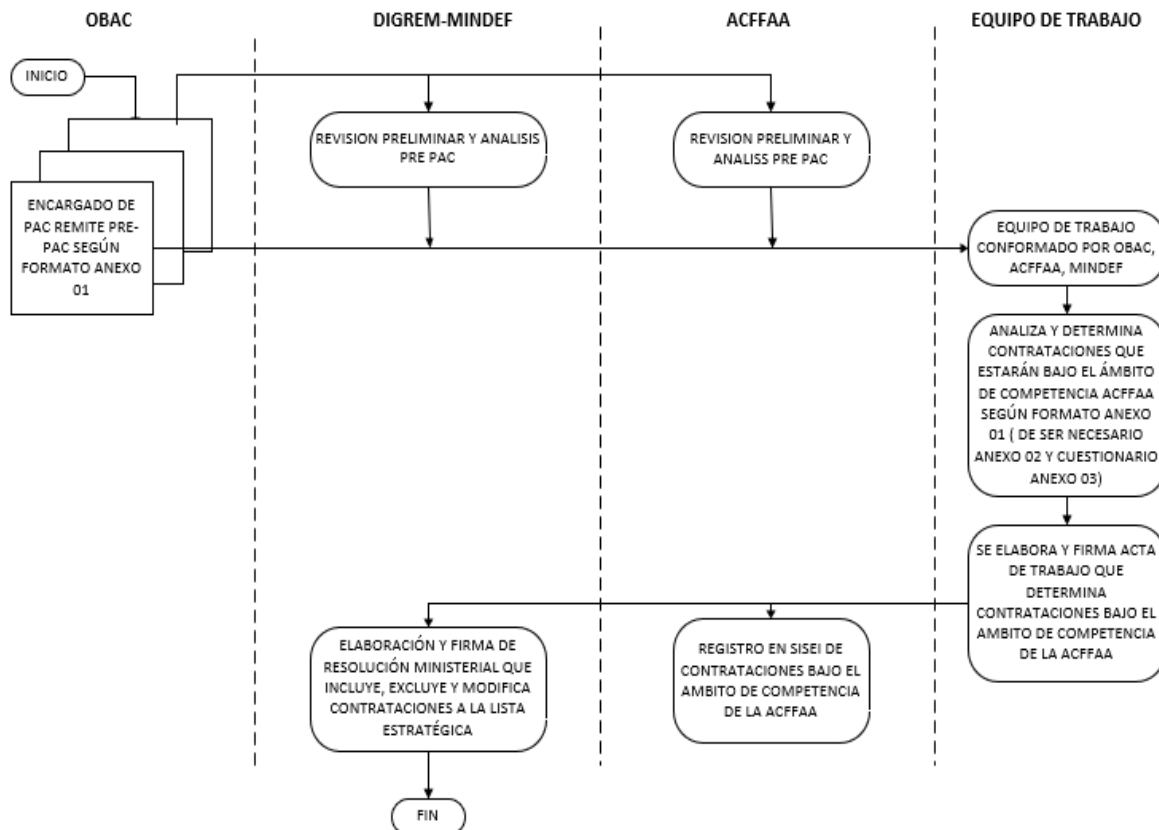 OBAC
DIGREM-MINDEF
ACFFAA
EQUIPO DE TRABAJO
INICIO
ENCARGADO DE
PAC REMITE PRE-
PAC SEGÚN
FORMATO ANEXO
01
REVISION PRELIMINAR Y ANALISIS
PRE PAC
REVISION PRELIMINAR Y
ANALISS PRE PAC
EQUIPO DE TRABAJO
CONFORMADO POR OBAC,
ACFFAA, MINDEF
ANALIZA Y DETERMINA
CONTRATACIONES QUE
ESTARÁN BAJO EL ÁMBITO
DE COMPETENCIA ACFFAA
SEGÚN FORMATO ANEXO
01 ( DE SER NECESARIO
ANEXO 02 Y CUESTIONARIO
ANEXO 03)
SE ELABORA Y FIRMA ACTA
DE TRABAJO QUE
DETERMINA
CONTRATACIONES BAJO EL
AMBITO DE COMPETENCIA
DE LA ACFFAA
ELABORACIÓN Y FIRMA DE
RESOLUCIÓN MINISTERIAL QUE
INCLUYE, EXCLUYE Y MODIFICA
CONTRATACIONES A LA LISTA
ESTRATÉGICA
REGISTRO EN SISEI DE
CONTRATACIONES BAJO EL
AMBITO DE COMPETENCIA
DE LA ACFFAA
FIN